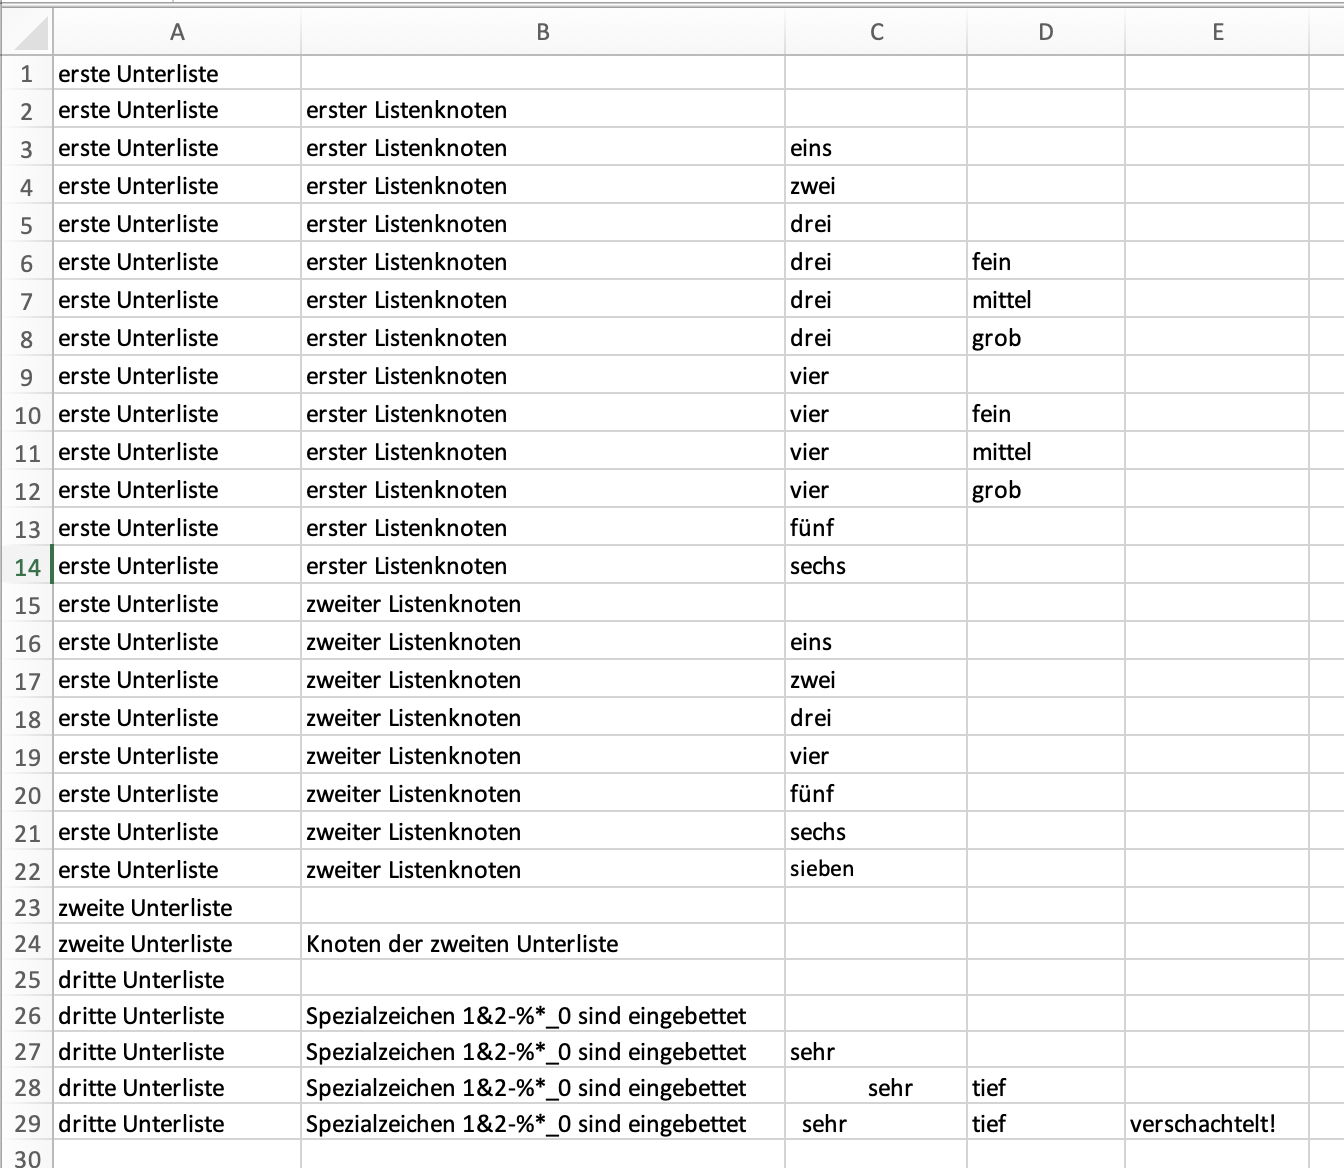 A B C D E
1 erste Unterliste
2 erste Unterliste erster Listenknoten
3 erste Unterliste erster Listenknoten eins
4 erste Unterliste erster Listenknoten zwei
5 erste Unterliste erster Listenknoten drei
6 erste Unterliste erster Listenknoten drei fein
7 erste Unterliste erster Listenknoten drei mittel
8 erste Unterliste erster Listenknoten drei grob
9 erste Unterliste erster Listenknoten vier
10 erste Unterliste erster Listenknoten vier fein
11 erste Unterliste erster Listenknoten vier mittel
12 erste Unterliste erster Listenknoten vier grob
13 erste Unterliste erster Listenknoten fünf
14 erste Unterliste erster Listenknoten sechs
15 erste Unterliste zweiter Listenknoten
16 erste Unterliste zweiter Listenknoten eins
17 erste Unterliste zweiter Listenknoten zwei
18 erste Unterliste zweiter Listenknoten drei
19 erste Unterliste zweiter Listenknoten vier
20 erste Unterliste zweiter Listenknoten fünf
21 erste Unterliste zweiter Listenknoten sechs
22 erste Unterliste zweiter Listenknoten sieben
23 zweite Unterliste
24 zweite Unterliste Knoten der zweiten Unterliste
25 dritte Unterliste
26 dritte Unterliste Spezialzeichen 1&2-%*_0 sind eingebettet
27 dritte Unterliste Spezialzeichen 1&2-%*_0 sind eingebettet sehr
28 dritte Unterliste Spezialzeichen 1&2-%*_0 sind eingebettet sehr tief
29 dritte Unterliste Spezialzeichen 1&2-%*_0 sind eingebettet sehr tief verschachtelt!
30